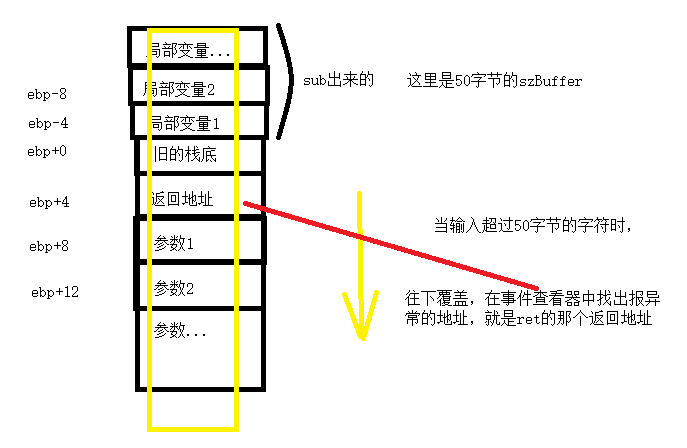 局部变量...
sub出来的
这里是50字节的szBuffer
ebp-8
局部变量2
ebp-4
局部变量1
ebp+0
旧的栈底
ebp+4
返回地址
当输入超过50字节的字符时，
ebp+8
参数1
ebp+12
参数2
往下覆盖，在事件查看器中找出报异
常的地址，就是ret的那个返回地址
参数...